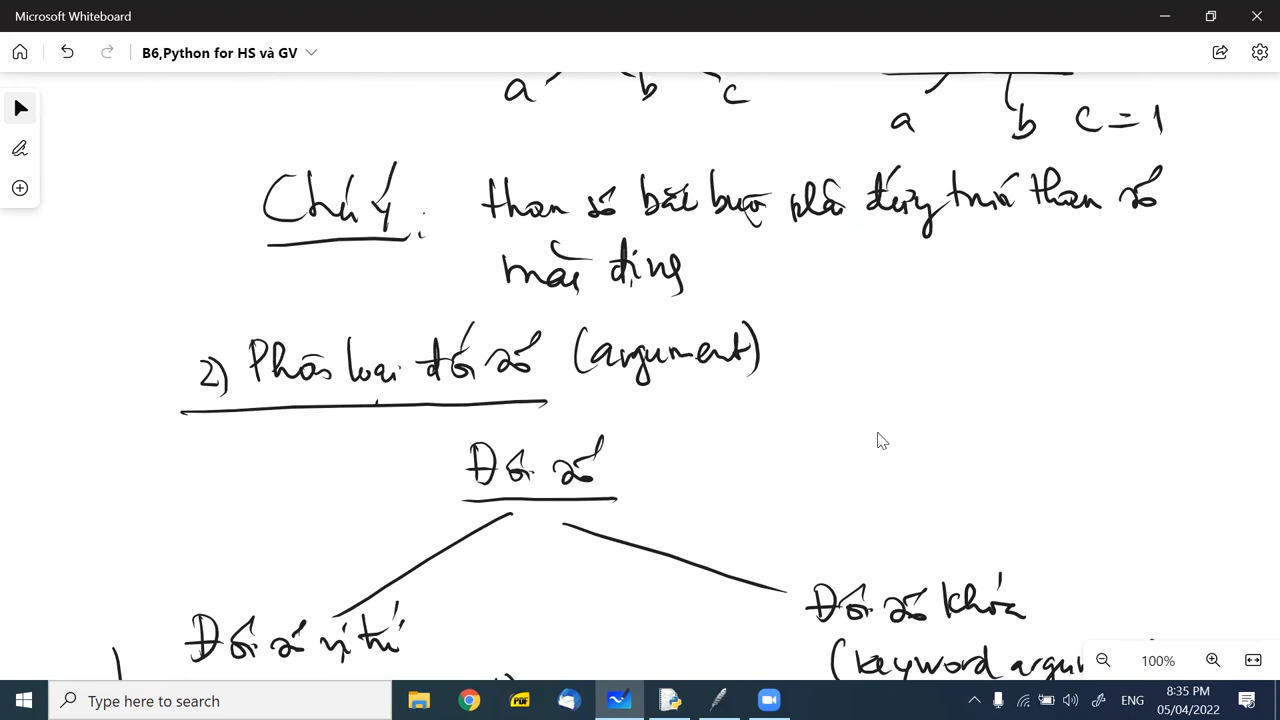 Microsoft Whiteboard
B6,Python for HS và GV
a b c
a b c = 1
Chú ý: tham số bắt buộc phải đứng trước tham số
mặc định
2) Phân loại đối số (argument)
Đối số
Đối số vị trí
Đối số khóa
(keyword argum
100%
Type here to search
PDF
ENG
8:35 PM
05/04/2022